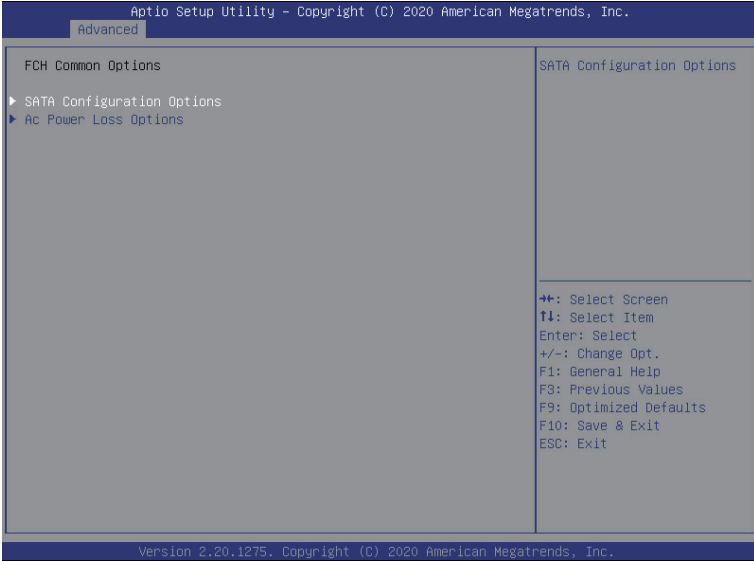 Aptio Setup Utility – Copyright (C) 2020 American Megatrends, Inc.
Advanced
FCH Common Options
SATA Configuration Options
Ac Power Loss Options
SATA Configuration Options
→←: Select Screen
↑↓: Select Item
Enter: Select
+/-: Change Opt.
F1: General Help
F3: Previous Values
F9: Optimized Defaults
F10: Save & Exit
ESC: Exit
Version 2.20.1275. Copyright (C) 2020 American Megatrends, Inc.